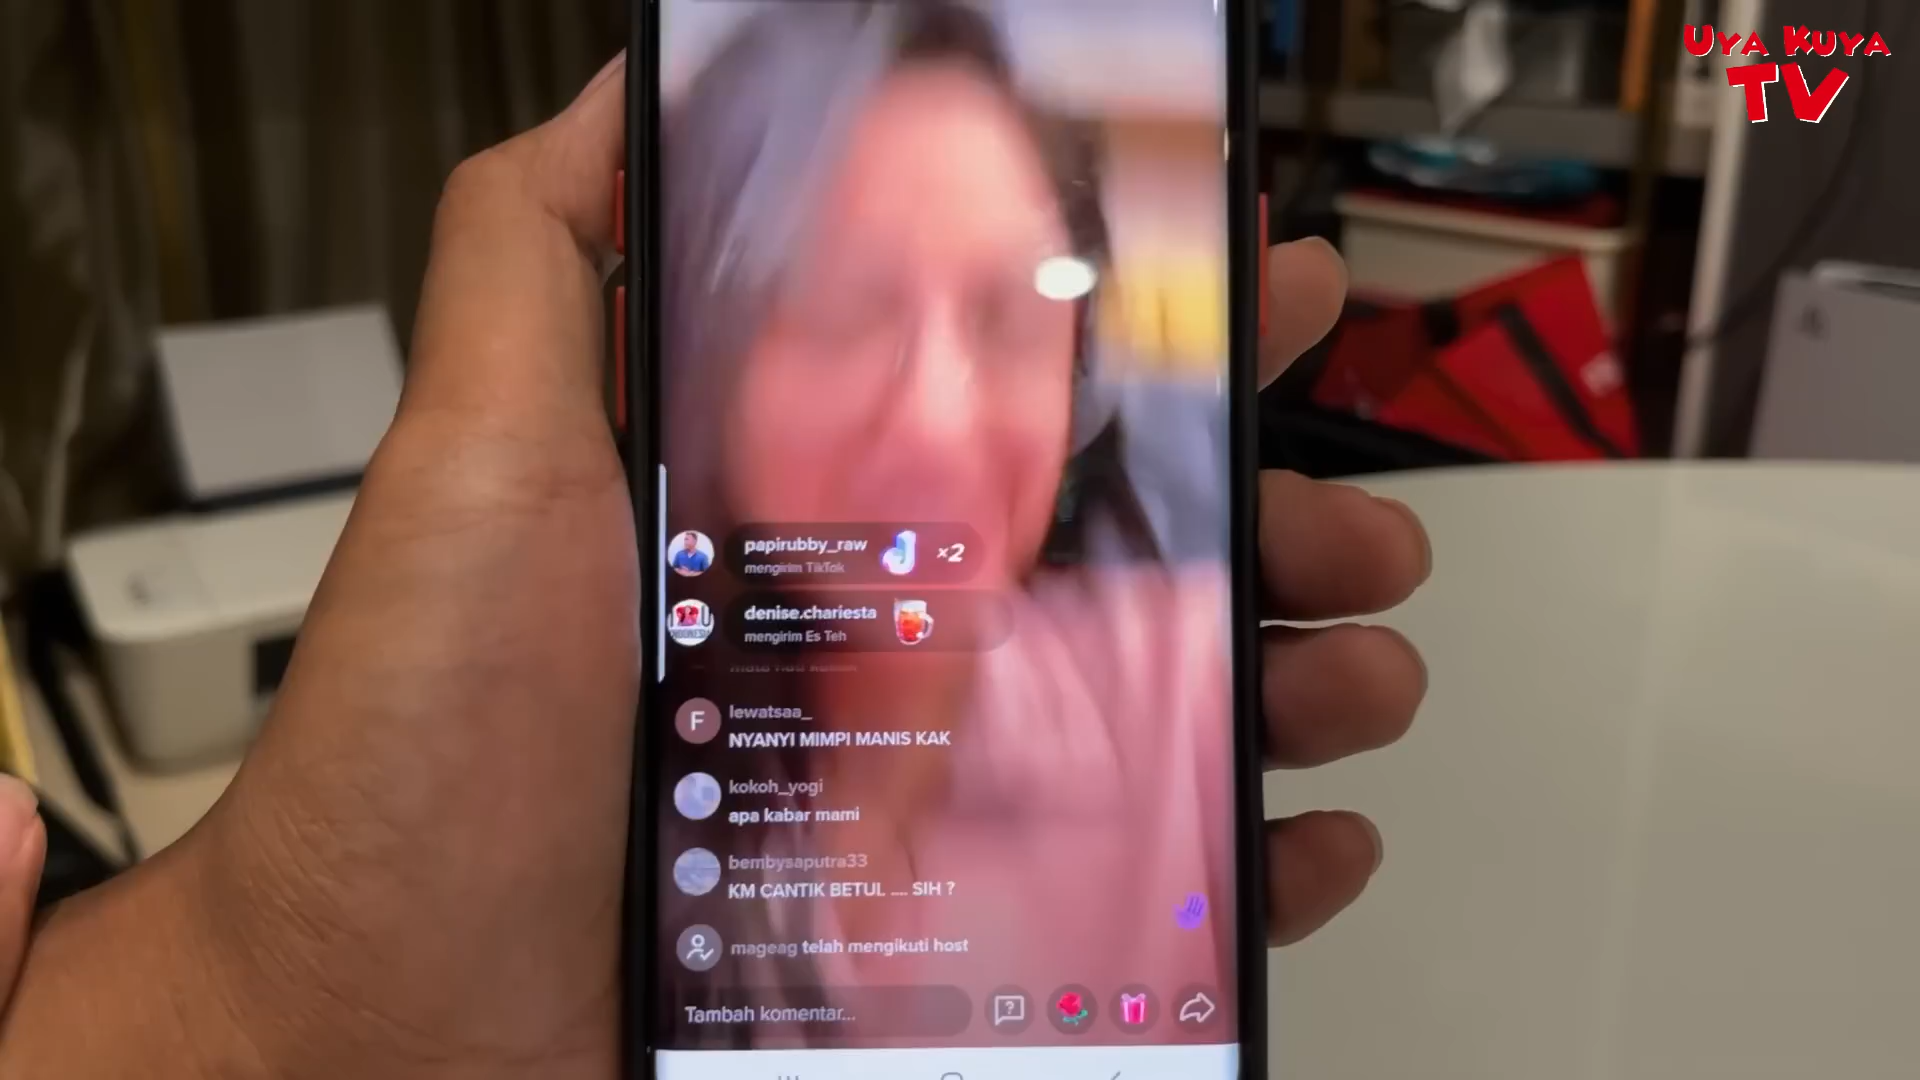 UYA KUYA
TV
papirubby_raw
×2
mengirim TikTok
denise.chariesta
mengirim Es Teh
lewatsaa_
F
NYANYI MIMPI MANIS KAK
kokoh_yogi
apa kabar mami
bembysaputra33
KM CANTIK BETUL .... SIH ?
mageag telah mengikuti host
Tambah komentar...